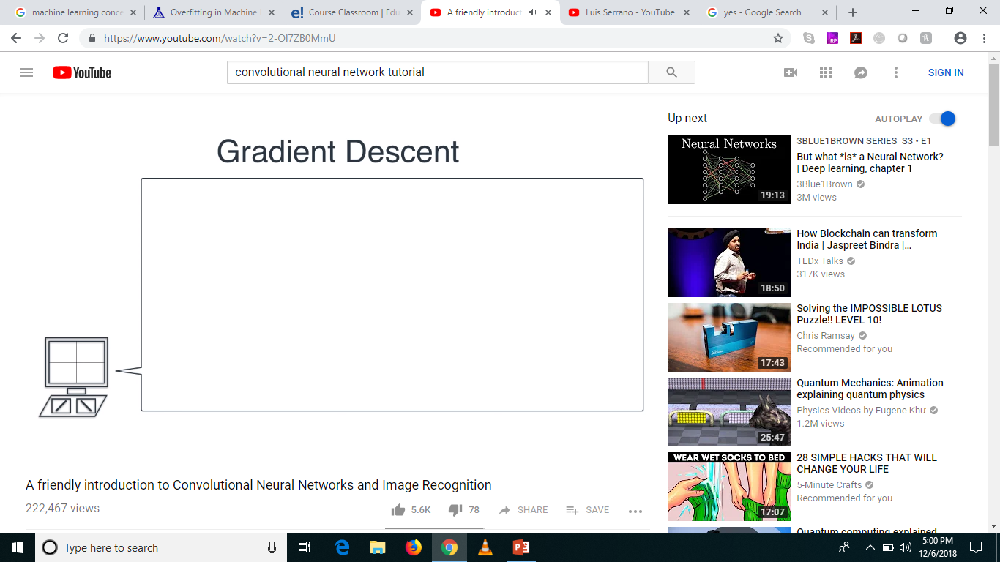 machine learning conce
Overfitting in Machine
Course Classroom | Edu
A friendly introduct
Luis Serrano - YouTube
yes - Google Search
https://www.youtube.com/watch?v=2-OI7ZB0MmU
YouTube
convolutional neural network tutorial
SIGN IN
Gradient Descent
Up next
AUTOPLAY
Neural Networks
19:13
3BLUE1BROWN SERIES S3 • E1
But what *is* a Neural Network?
| Deep learning, chapter 1
3Blue1Brown
3M views
18:50
How Blockchain can transform
India | Jaspreet Bindra |...
TEDx Talks
317K views
17:43
Solving the IMPOSSIBLE LOTUS
Puzzle!! LEVEL 10!
Chris Ramsay
Recommended for you
25:47
Quantum Mechanics: Animation
explaining quantum physics
Physics Videos by Eugene Khu
1.2M views
WEAR WET SOCKS TO BED
17:07
28 SIMPLE HACKS THAT WILL
CHANGE YOUR LIFE
5-Minute Crafts
Recommended for you
Quantum computing explained
A friendly introduction to Convolutional Neural Networks and Image Recognition
222,467 views
5.6K
78
SHARE
SAVE
Type here to search
5:00 PM
12/6/2018